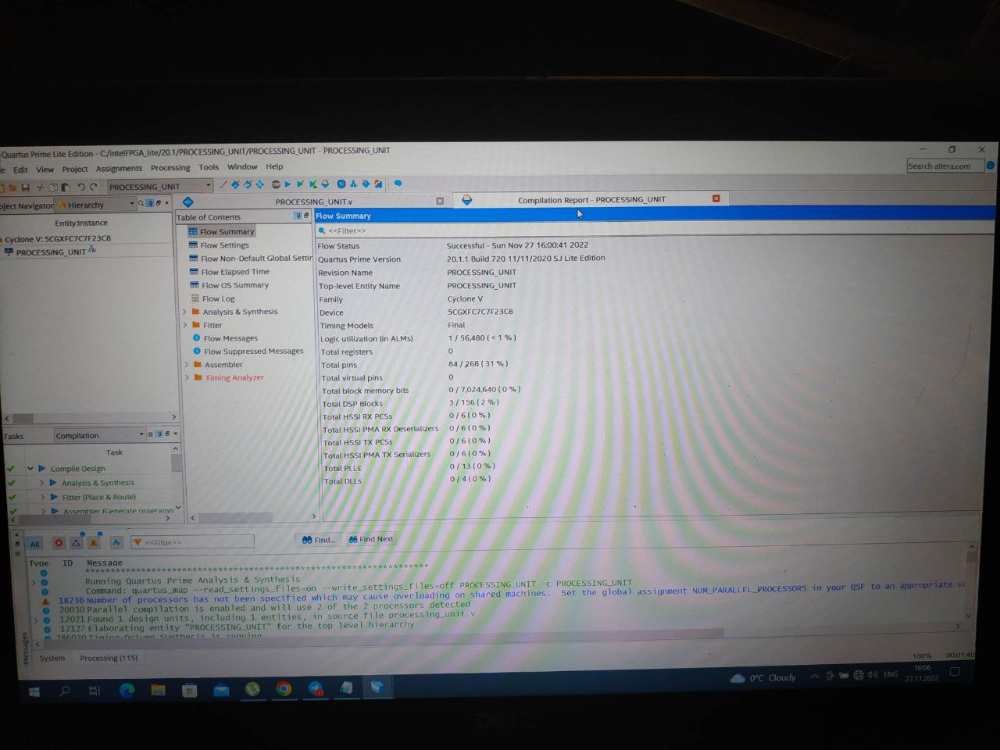 Quartus Prime Lite Edition - C:/intelFPGA_lite/20.1/PROCESSING_UNIT/PROCESSING_UNIT - PROCESSING_UNIT
Edit View Project Assignments Processing Tools Window Help
Search altera.com
PROCESSING_UNIT
oject Navigator Hierarchy
Entity:Instance
Cyclone V: 5CGXFC7C7F23C8
PROCESSING_UNIT
PROCESSING_UNIT.v
Compilation Report - PROCESSING_UNIT
Table of Contents
Flow Summary
Flow Settings
Flow Non-Default Global Settir
Flow Elapsed Time
Flow OS Summary
Flow Log
Analysis & Synthesis
Fitter
Flow Messages
Flow Suppressed Messages
Assembler
Timing Analyzer
Flow Summary
<<Filter>>
Flow Status Successful - Sun Nov 27 16:00:41 2022
Quartus Prime Version 20.1.1 Build 720 11/11/2020 SJ Lite Edition
Revision Name PROCESSING_UNIT
Top-level Entity Name PROCESSING_UNIT
Family Cyclone V
Device 5CGXFC7C7F23C8
Timing Models Final
Logic utilization (in ALMs) 1 / 56,480 ( < 1 % )
Total registers 0
Total pins 84 / 268 ( 31 % )
Total virtual pins 0
Total block memory bits 0 / 7,024,640 ( 0 % )
Total DSP Blocks 3 / 156 ( 2 % )
Total HSSI RX PCSs 0 / 6 ( 0 % )
Total HSSI PMA RX Deserializers 0 / 6 ( 0 % )
Total HSSI TX PCSs 0 / 6 ( 0 % )
Total HSSI PMA TX Serializers 0 / 6 ( 0 % )
Total PLLs 0 / 13 ( 0 % )
Total DLLs 0 / 4 ( 0 % )
Tasks Compilation
Task
Compile Design
Analysis & Synthesis
Fitter (Place & Route)
Assembler (Generate programn
All <<Filter>> Find... Find Next
Type ID Message
*******************************************************************
Running Quartus Prime Analysis & Synthesis
Command: quartus_map --read_settings_files=on --write_settings_files=off PROCESSING_UNIT -c PROCESSING_UNIT
18236 Number of processors has not been specified which may cause overloading on shared machines. Set the global assignment NUM_PARALLEL_PROCESSORS in your QSF to an appropriate va
20030 Parallel compilation is enabled and will use 2 of the 2 processors detected
12021 Found 1 design units, including 1 entities, in source file processing_unit.v
12127 Elaborating entity "PROCESSING_UNIT" for the top level hierarchy
286030 Timing-Driven Synthesis is running
Messages
System Processing (115)
100% 00:01:40
0°C Cloudy
ENG
16:06
27.11.2022
DELL